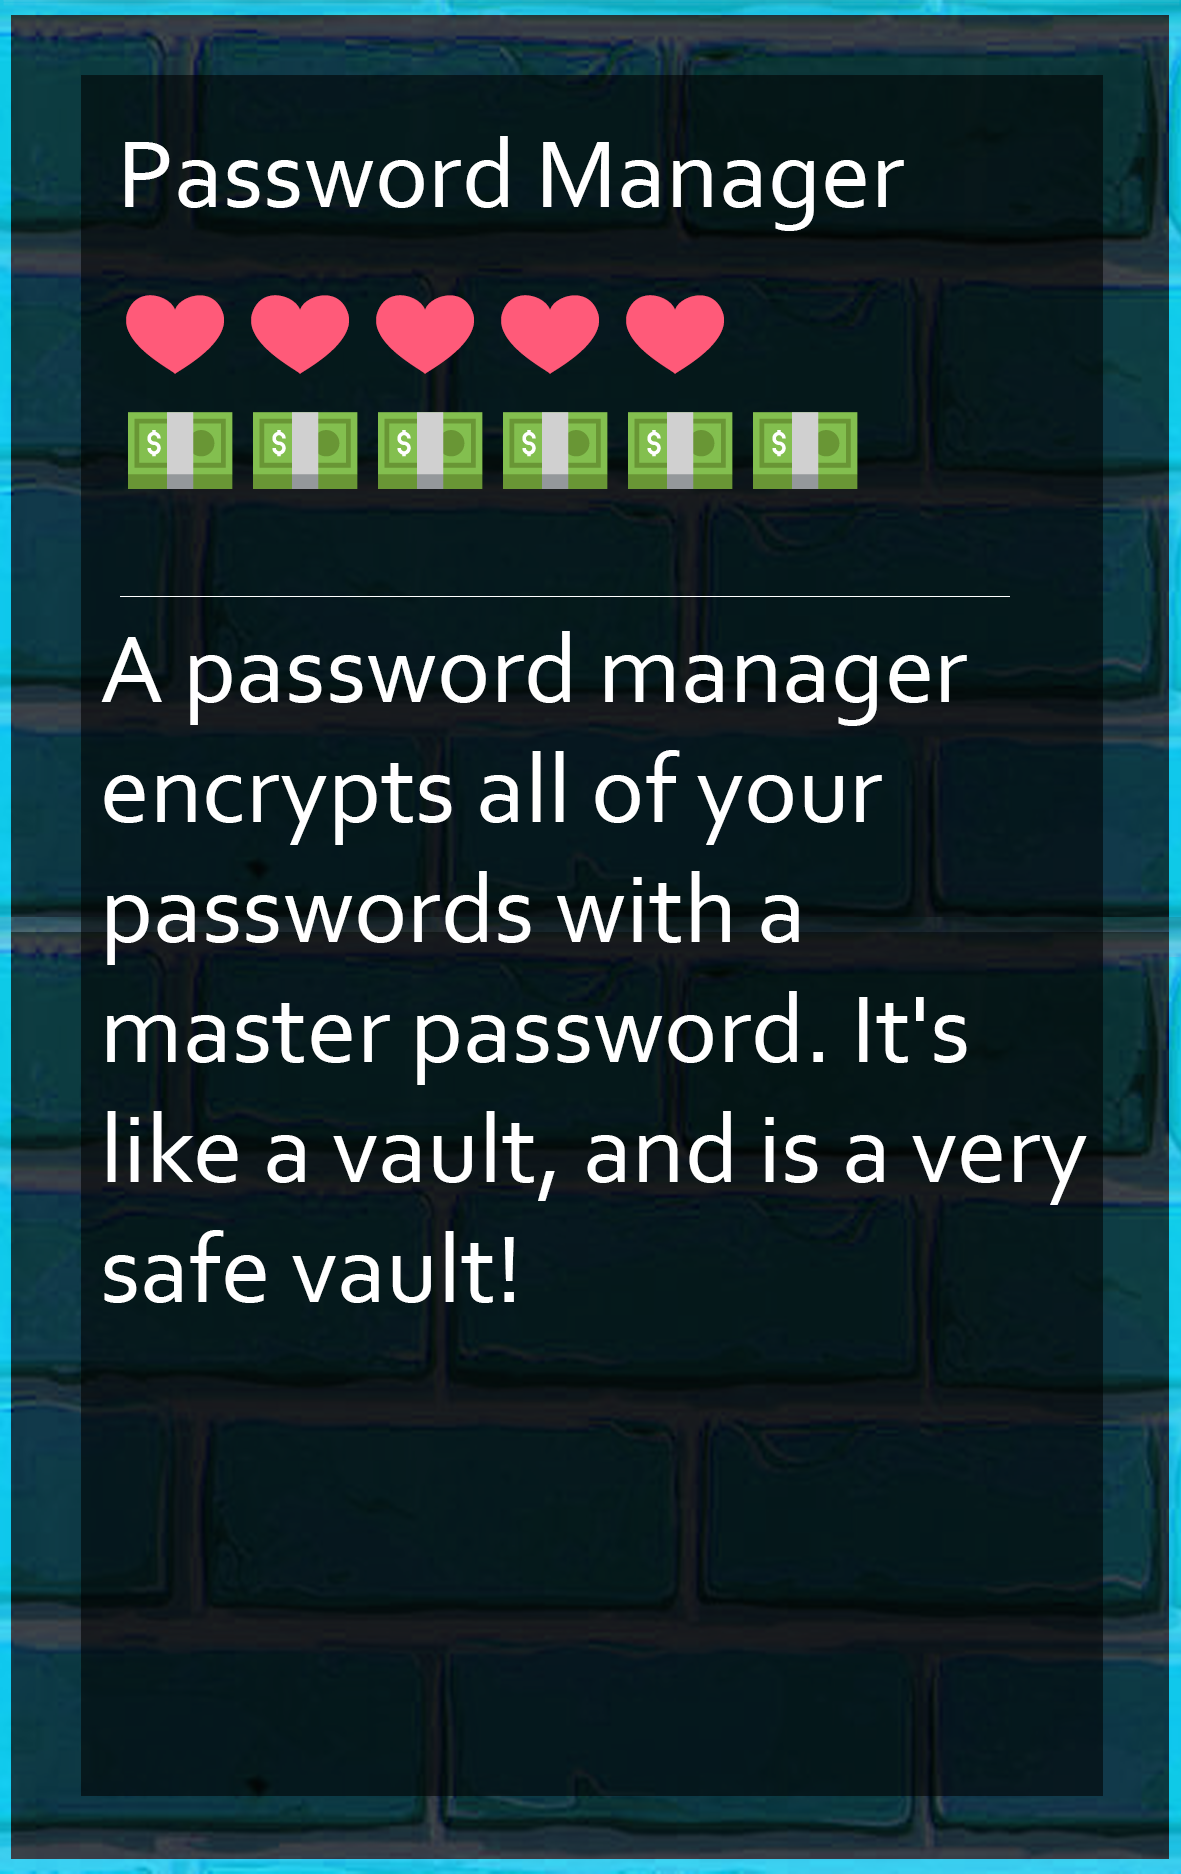 Password Manager
A password manager
encrypts all of your
passwords with a
master password. It's
like a vault, and is a very
safe vault!